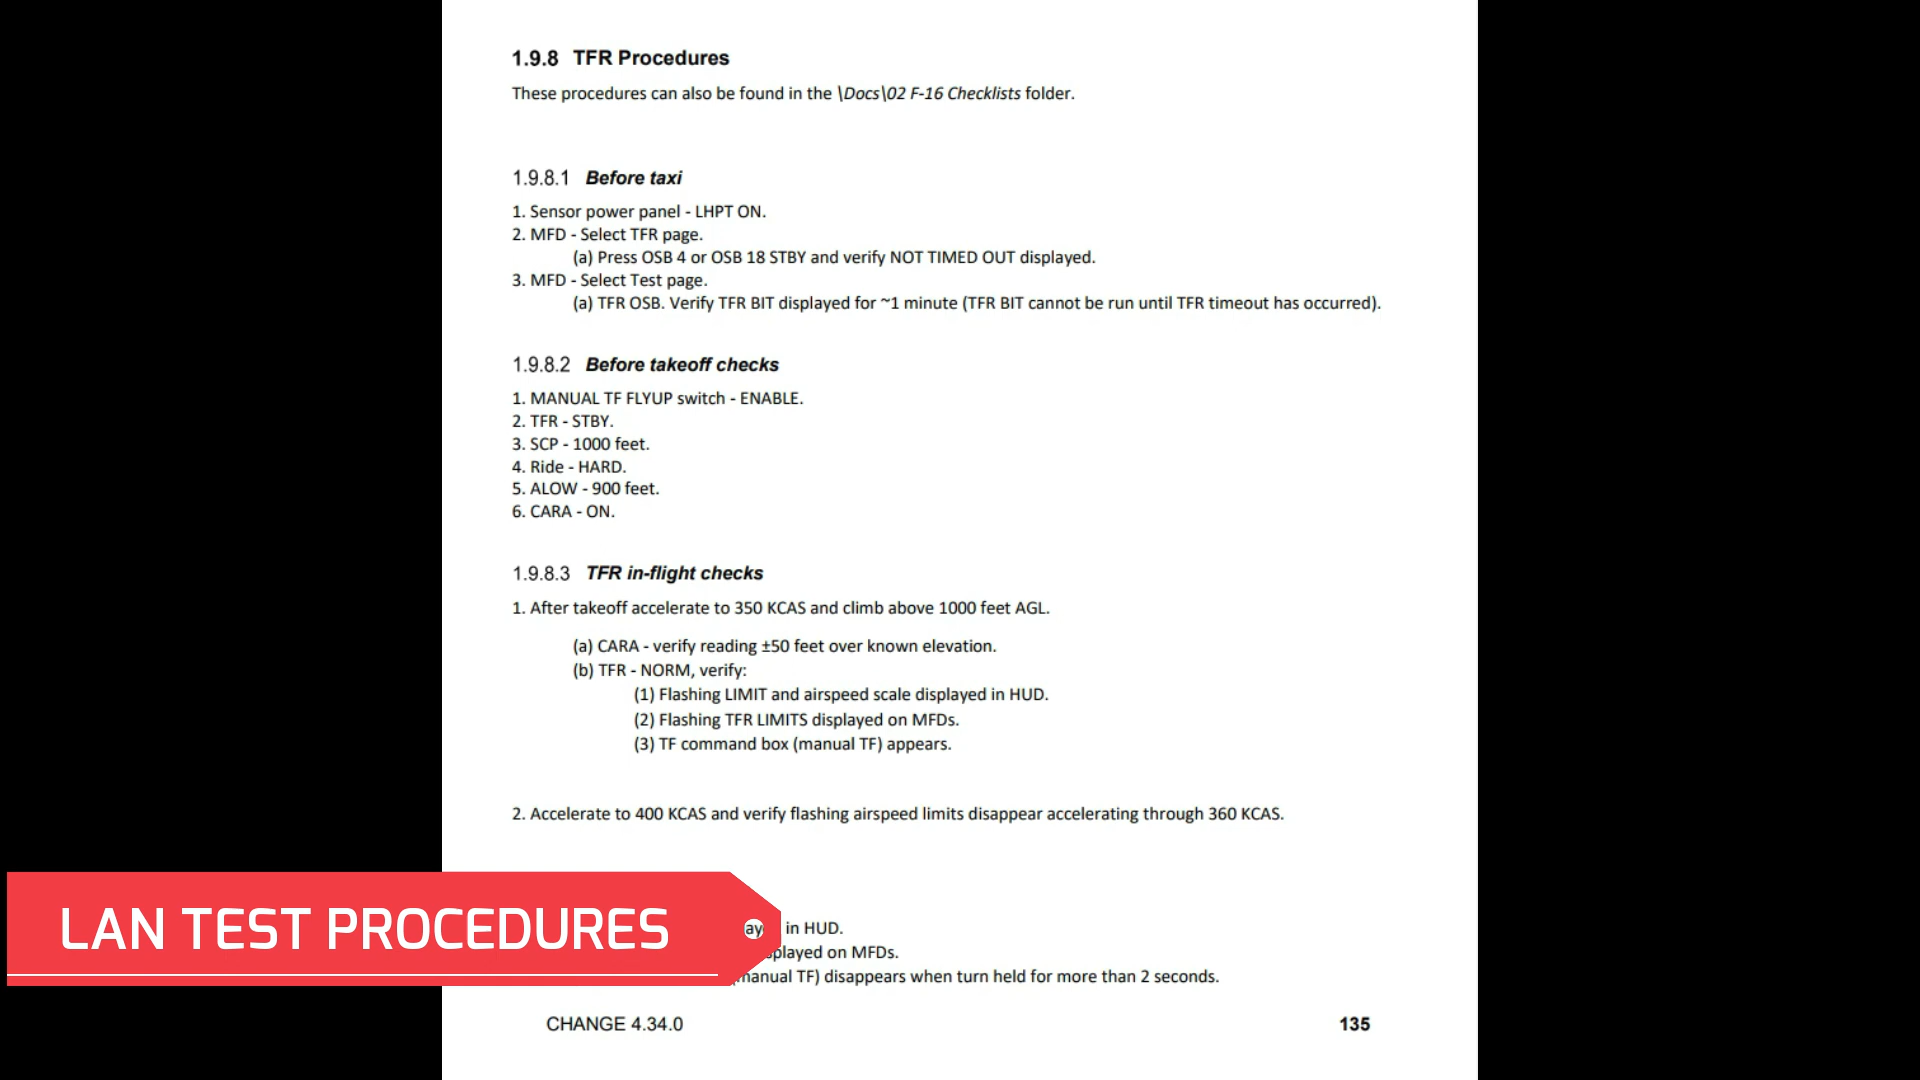 1.9.8 TFR Procedures
These procedures can also be found in the \Docs\02 F-16 Checklists folder.
1.9.8.1 Before taxi
1. Sensor power panel - LHPT ON.
2. MFD - Select TFR page.
(a) Press OSB 4 or OSB 18 STBY and verify NOT TIMED OUT displayed.
3. MFD - Select Test page.
(a) TFR OSB. Verify TFR BIT displayed for ~1 minute (TFR BIT cannot be run until TFR timeout has occurred).
1.9.8.2 Before takeoff checks
1. MANUAL TF FLYUP switch - ENABLE.
2. TFR - STBY.
3. SCP - 1000 feet.
4. Ride - HARD.
5. ALOW - 900 feet.
6. CARA - ON.
1.9.8.3 TFR in-flight checks
1. After takeoff accelerate to 350 KCAS and climb above 1000 feet AGL.
(a) CARA - verify reading ±50 feet over known elevation.
(b) TFR - NORM, verify:
(1) Flashing LIMIT and airspeed scale displayed in HUD.
(2) Flashing TFR LIMITS displayed on MFDs.
(3) TF command box (manual TF) appears.
2. Accelerate to 400 KCAS and verify flashing airspeed limits disappear accelerating through 360 KCAS.
LAN TEST PROCEDURES
in HUD.
on MFDs.
TF) disappears when turn held for more than 2 seconds.
CHANGE 4.34.0
135